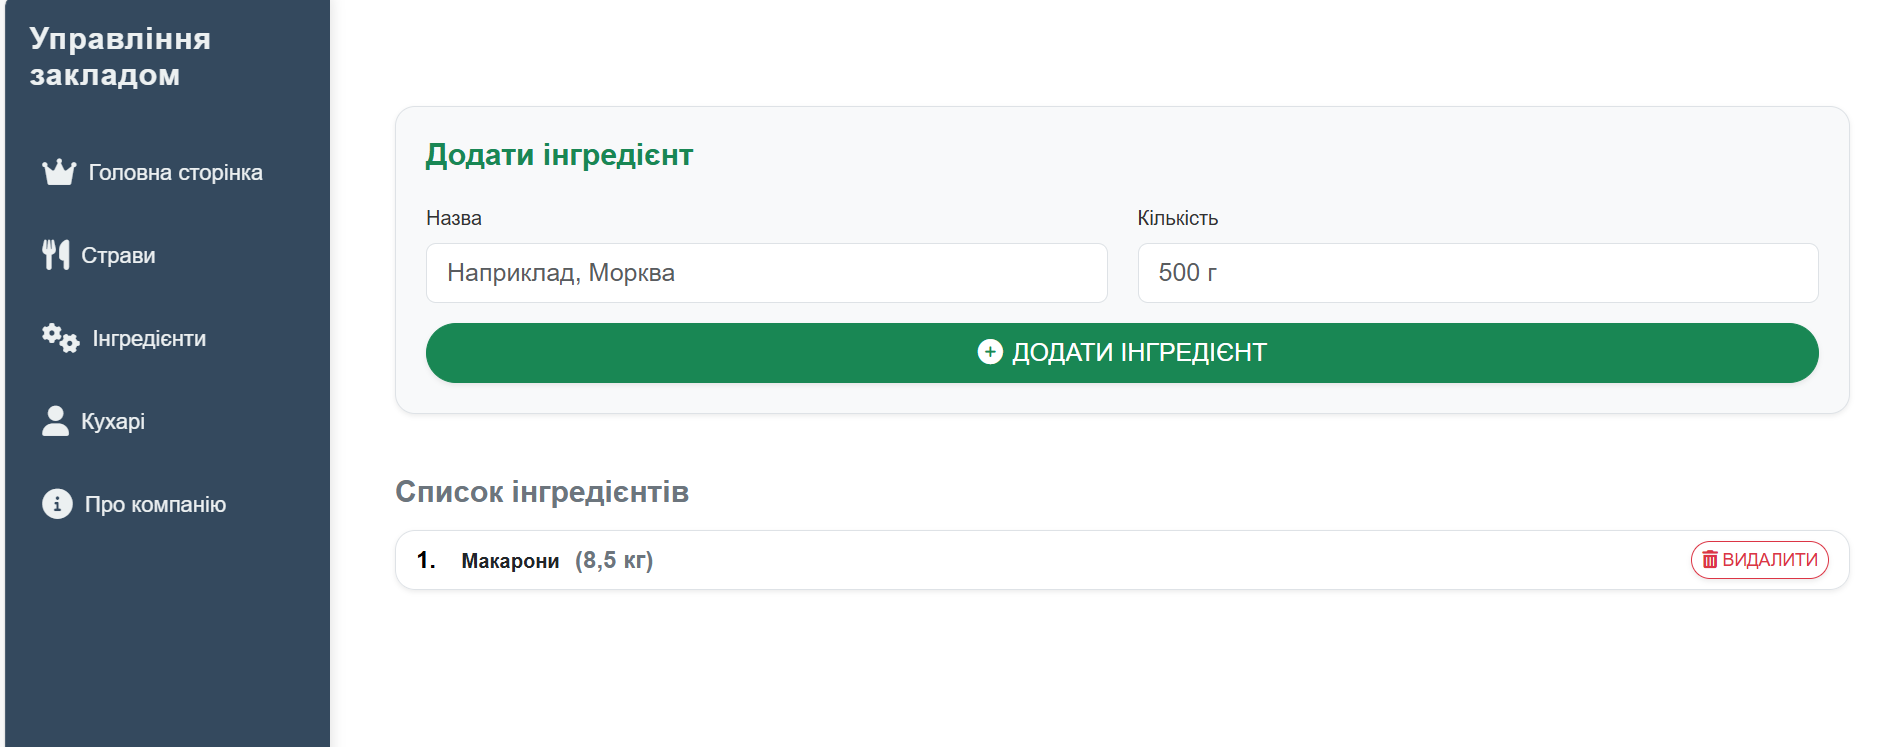 Управління
закладом
Головна сторінка
Страви
Інгредієнти
Кухарі
Про компанію
Додати інгредієнт
Назва
Кількість
Наприклад, Морква
500 г
ДОДАТИ ІНГРЕДІЄНТ
Список інгредієнтів
1. Макарони (8,5 кг)
ВИДАЛИТИ